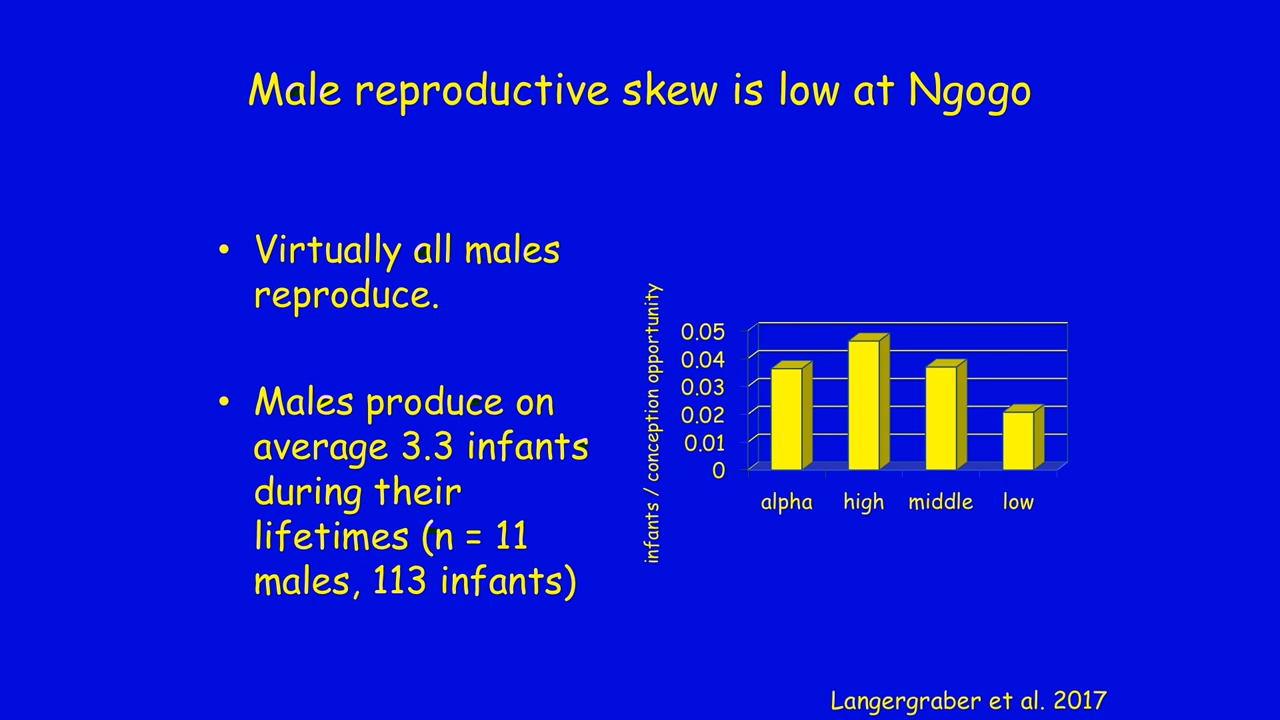 Male reproductive skew is low at Ngogo
• Virtually all males
reproduce.
• Males produce on
average 3.3 infants
during their
lifetimes (n = 11
males, 113 infants)
infants / conception opportunity
0.05
0.04
0.03
0.02
0.01
0
alpha high middle low
Langergraber et al. 2017